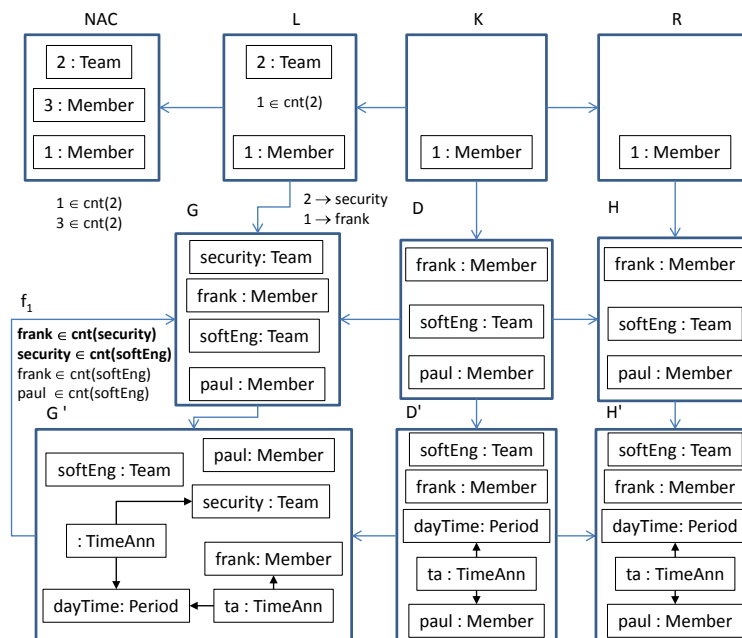 NAC
L
K
R
2 : Team
3 : Member
1 : Member
1 ∈ cnt(2)
3 ∈ cnt(2)
2 : Team
1 ∈ cnt(2)
1 : Member
1 : Member
1 : Member
2 → security
1 → frank
G
D
H
security: Team
frank : Member
softEng: Team
paul : Member
frank : Member
softEng : Team
paul : Member
frank : Member
softEng : Team
paul : Member
f1
frank ∈ cnt(security)
security ∈ cnt(softEng)
frank ∈ cnt(softEng)
paul ∈ cnt(softEng)
G '
D'
H'
softEng : Team
paul: Member
security : Team
: TimeAnn
frank: Member
dayTime: Period
ta : TimeAnn
softEng : Team
frank : Member
dayTime: Period
ta : TimeAnn
paul : Member
softEng : Team
frank : Member
dayTime: Period
ta : TimeAnn
paul : Member